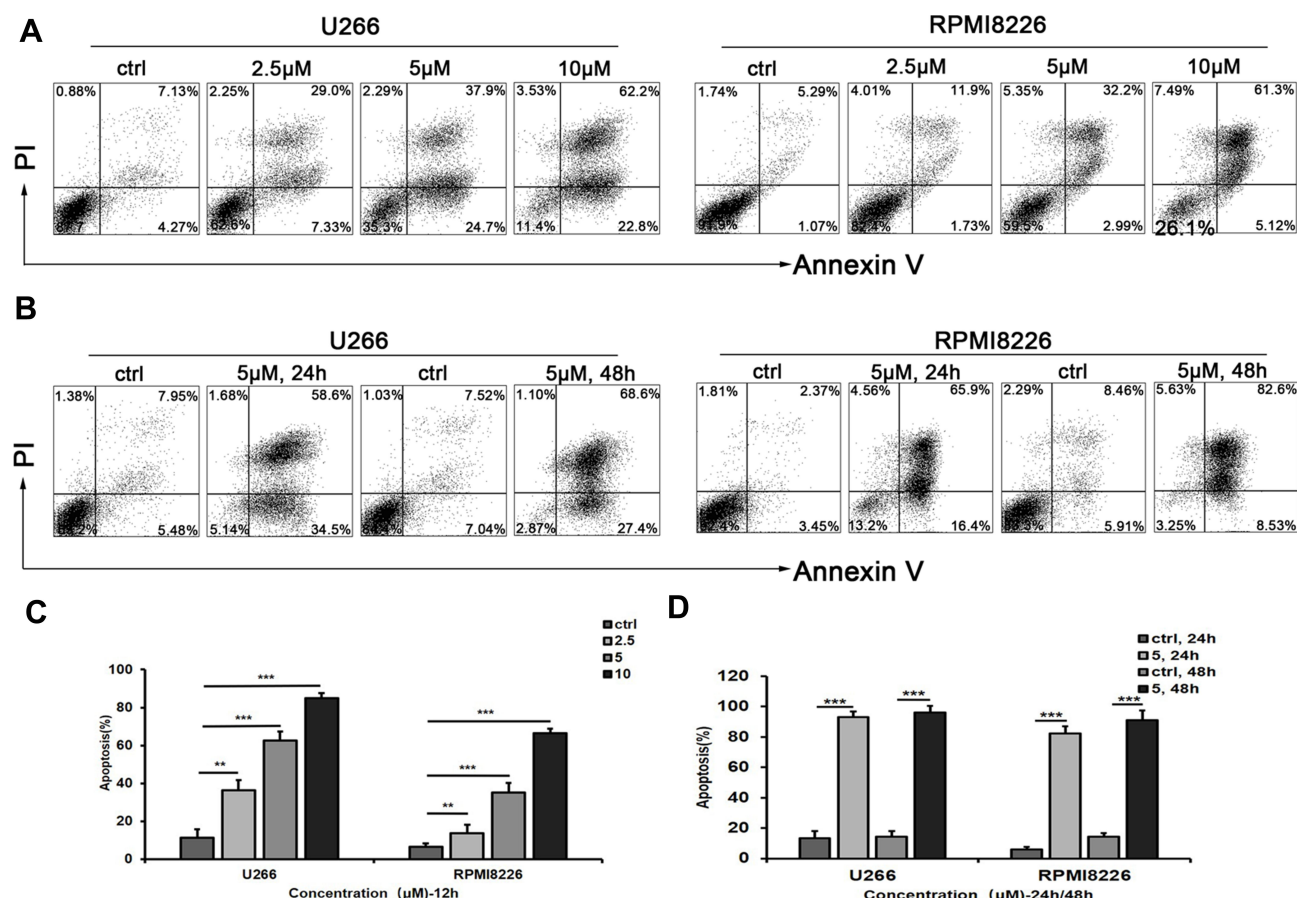 A
U266
RPMI8226
ctrl 2.5μM 5μM 10μM ctrl 2.5μM 5μM 10μM
0.88% 7.13% 2.25% 29.0% 2.29% 37.9% 3.53% 62.2% 1.74% 5.29% 4.01% 11.9% 5.35% 32.2% 7.49% 61.3%
PI
4.27% 62.6% 7.33% 35.3% 24.7% 11.4% 22.8% 91.9% 1.07% 82.4% 1.73% 59.5% 2.99% 26.1% 5.12%
Annexin V
B
U266
RPMI8226
ctrl 5μM, 24h ctrl 5μM, 48h ctrl 5μM, 24h ctrl 5μM, 48h
1.38% 7.95% 1.68% 58.6% 1.03% 7.52% 1.10% 68.6% 1.81% 2.37% 4.56% 65.9% 2.29% 8.46% 5.63% 82.6%
PI
5.48% 5.14% 34.5% 7.04% 2.87% 27.4% 3.45% 13.2% 16.4% 5.91% 3.25% 8.53%
Annexin V
C
ctrl
2.5
5
10
100
80
60
40
20
0
Apoptosis(%)
** *** ***
** *** ***
U266 RPMI8226
Concentration (μM)-12h
D
ctrl, 24h
5, 24h
ctrl, 48h
5, 48h
120
100
80
60
40
20
0
Apoptosis(%)
*** *** *** ***
U266 RPMI8226
Concentration (μM)-24h/48h